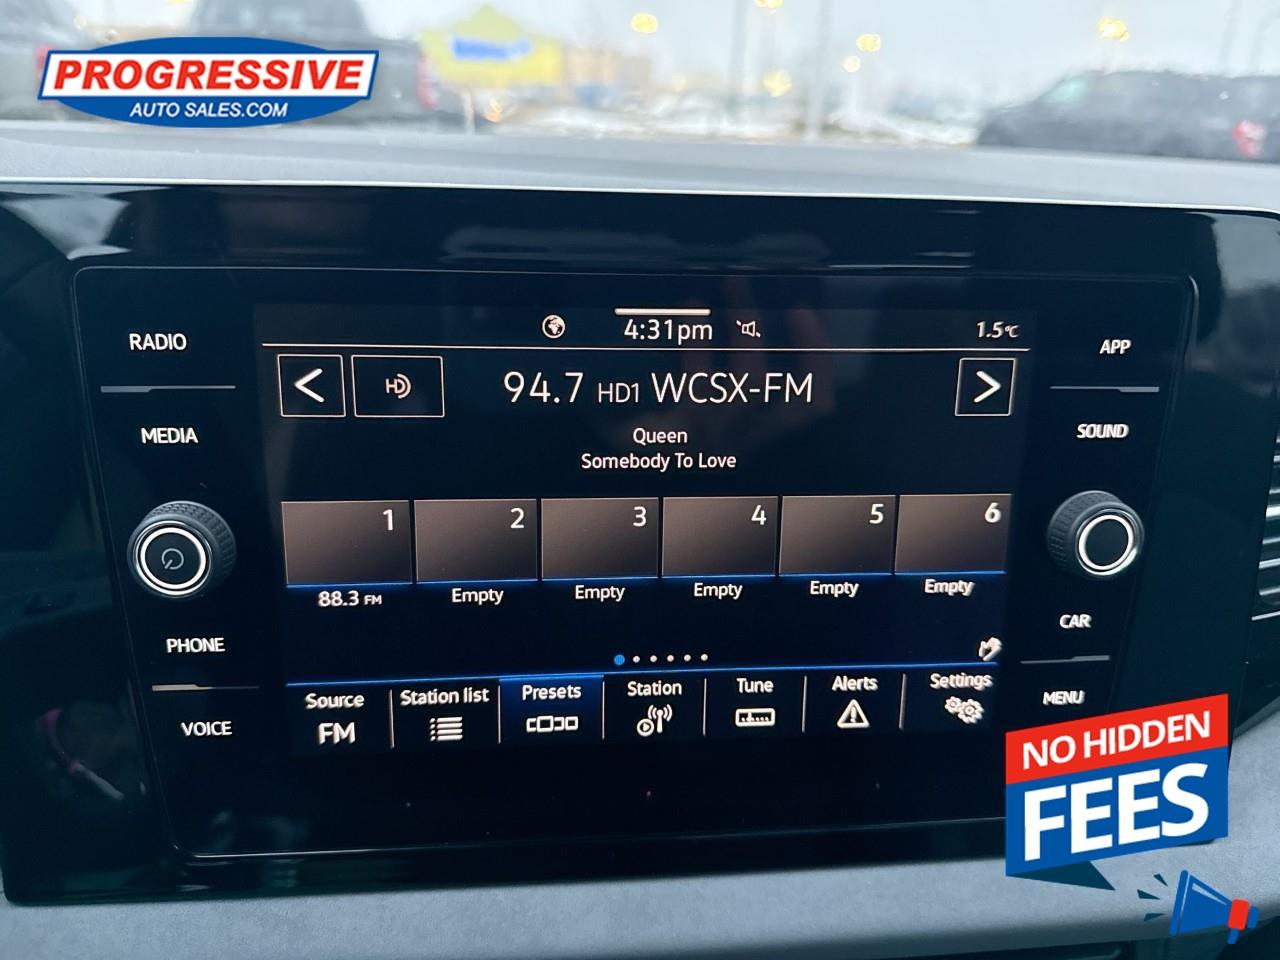 PROGRESSIVE
AUTO SALES.COM
4:31pm
1.5°C
RADIO
APP
HD
94.7 HD1 WCSX-FM
MEDIA
SOUND
Queen
Somebody To Love
1
2
3
4
5
6
88.3 FM
Empty
Empty
Empty
Empty
Empty
PHONE
CAR
VOICE
MENU
Source
FM
Station list
Presets
Station
Tune
Alerts
Settings
NO HIDDEN
FEES